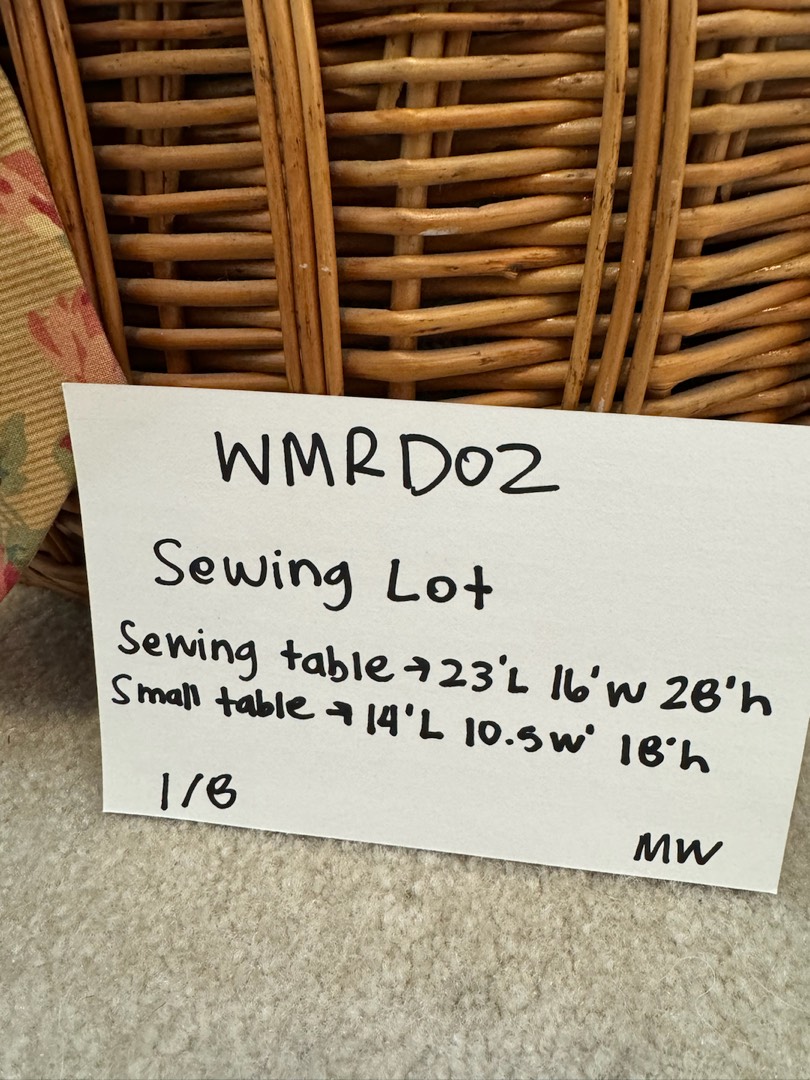 WMRD02
Sewing Lot
Sewing table → 23'L 16'W 28'h
Small table → 14'L 10.5W' 18'h
1/8
MW